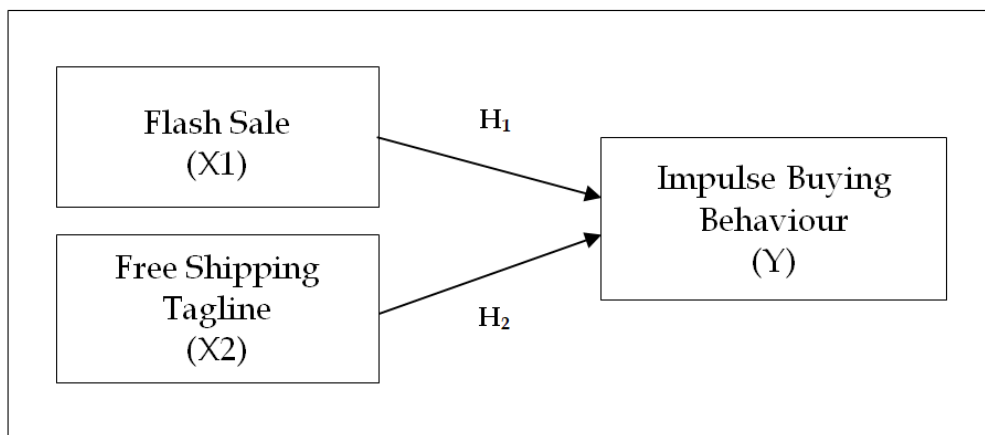 Flash Sale
(X1)
H₁
Impulse Buying
Behaviour
(Y)
Free Shipping
Tagline
(X2)
H₂